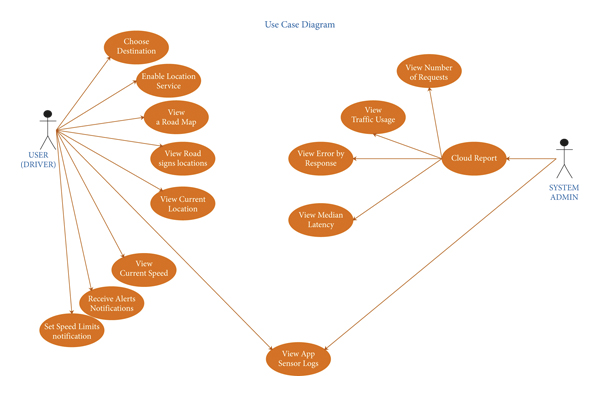 Use Case Diagram
Choose
Destination
Enable Location
Service
View
a Road Map
View Road
signs locations
View Current
Location
View
Current Speed
Receive Alerts
Notifications
Set Speed Limits
notification
USER
(DRIVER)
View Number
of Requests
View
Traffic Usage
View Error by
Response
View Median
Latency
Cloud Report
SYSTEM
ADMIN
View App
Sensor Logs